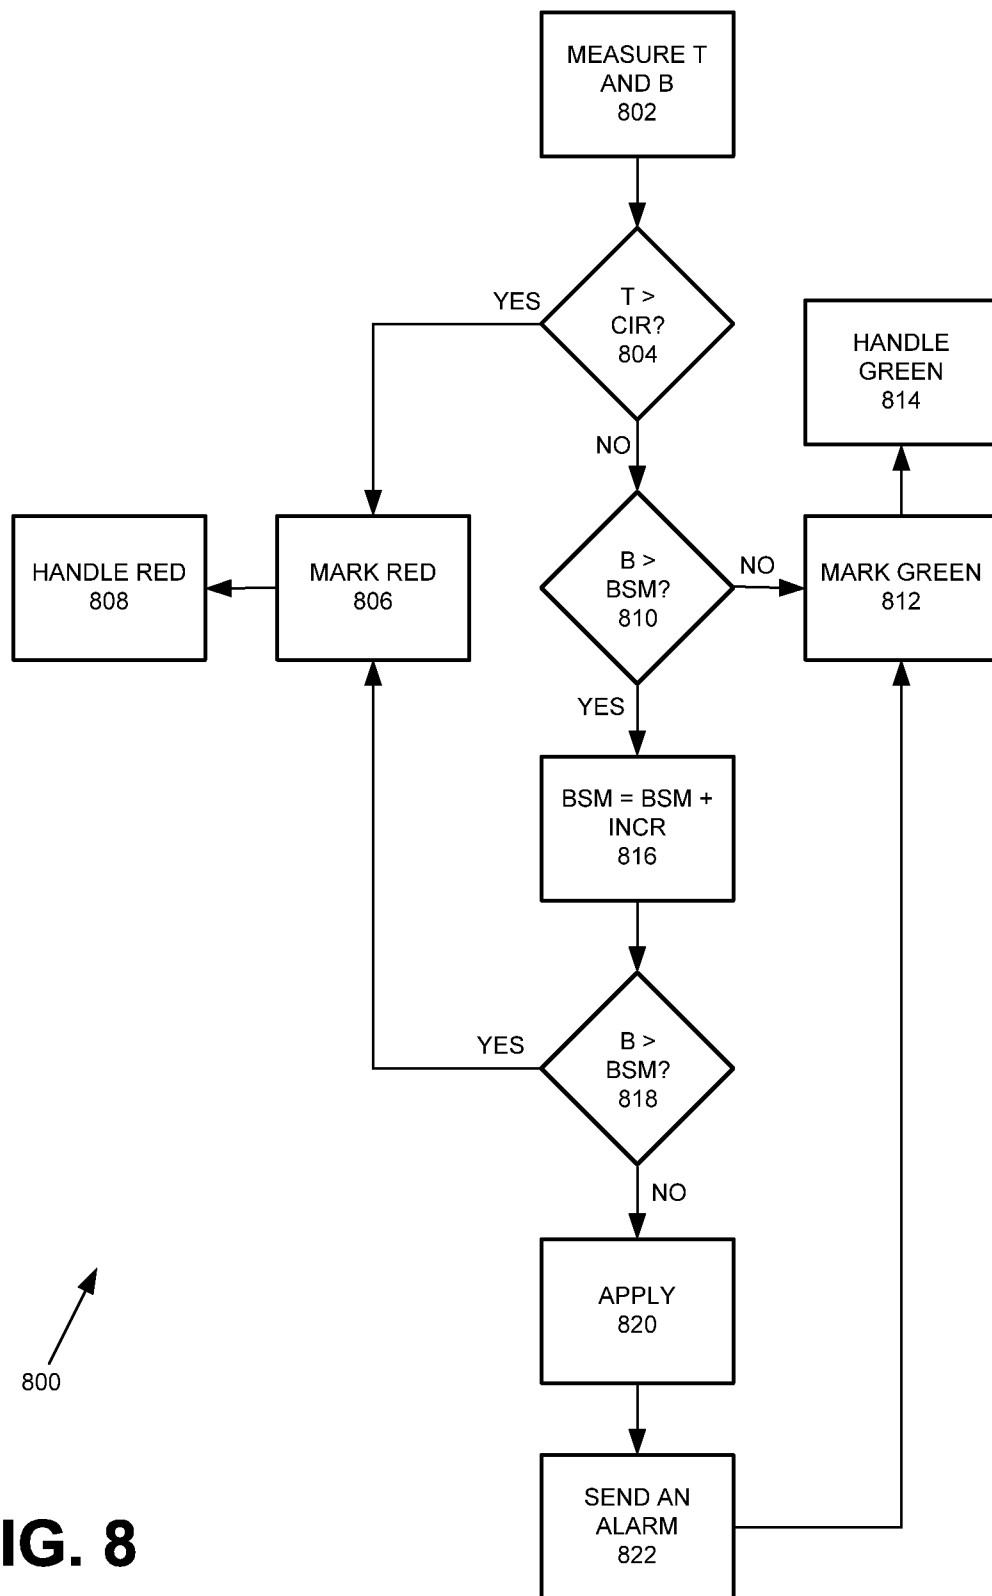 MEASURE T
AND B
802
T >
CIR?
804
YES
NO
HANDLE
GREEN
814
HANDLE RED
808
MARK RED
806
B >
BSM?
810
NO
MARK GREEN
812
YES
BSM = BSM +
INCR
816
B >
BSM?
818
YES
NO
APPLY
820
800
SEND AN
ALARM
822
IG. 8